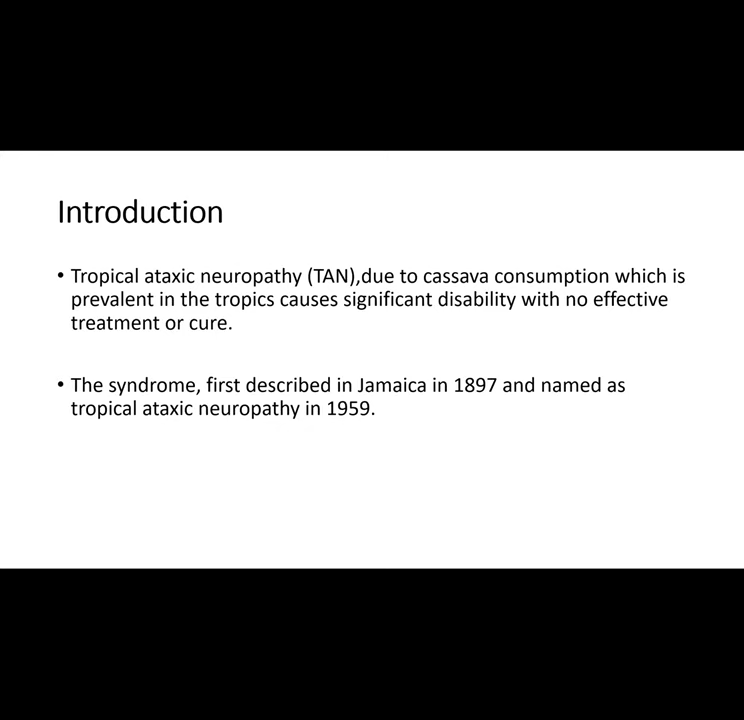 Introduction
• Tropical ataxic neuropathy (TAN),due to cassava consumption which is
prevalent in the tropics causes significant disability with no effective
treatment or cure.
• The syndrome, first described in Jamaica in 1897 and named as
tropical ataxic neuropathy in 1959.